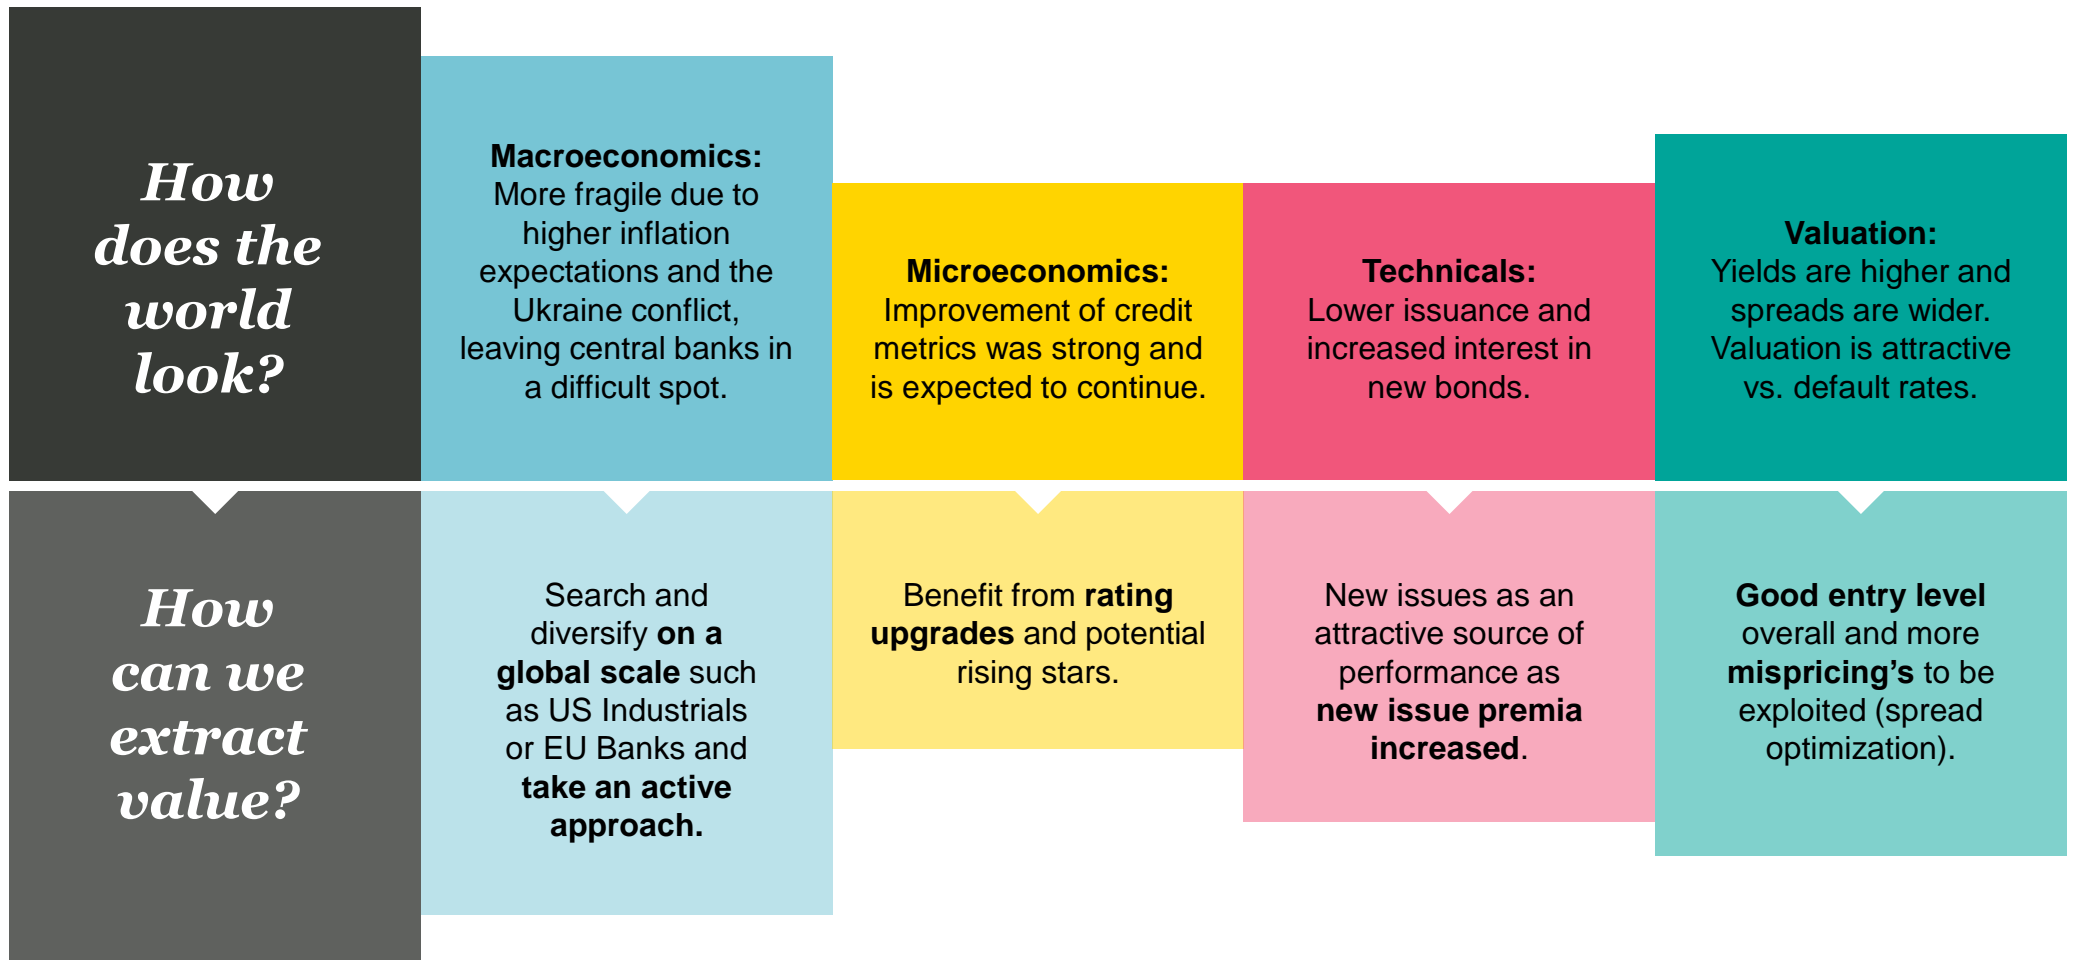 How
does the
world
look?
Macroeconomics:
More fragile due to
higher inflation
expectations and the
Ukraine conflict,
leaving central banks in
a difficult spot.
Microeconomics:
Improvement of credit
metrics was strong and
is expected to continue.
Technicals:
Lower issuance and
increased interest in
new bonds.
Valuation:
Yields are higher and
spreads are wider.
Valuation is attractive
vs. default rates.
How
can we
extract
value?
Search and
diversify on a
global scale such
as US Industrials
or EU Banks and
take an active
approach.
Benefit from rating
upgrades and potential
rising stars.
New issues as an
attractive source of
performance as
new issue premia
increased.
Good entry level
overall and more
mispricing’s to be
exploited (spread
optimization).